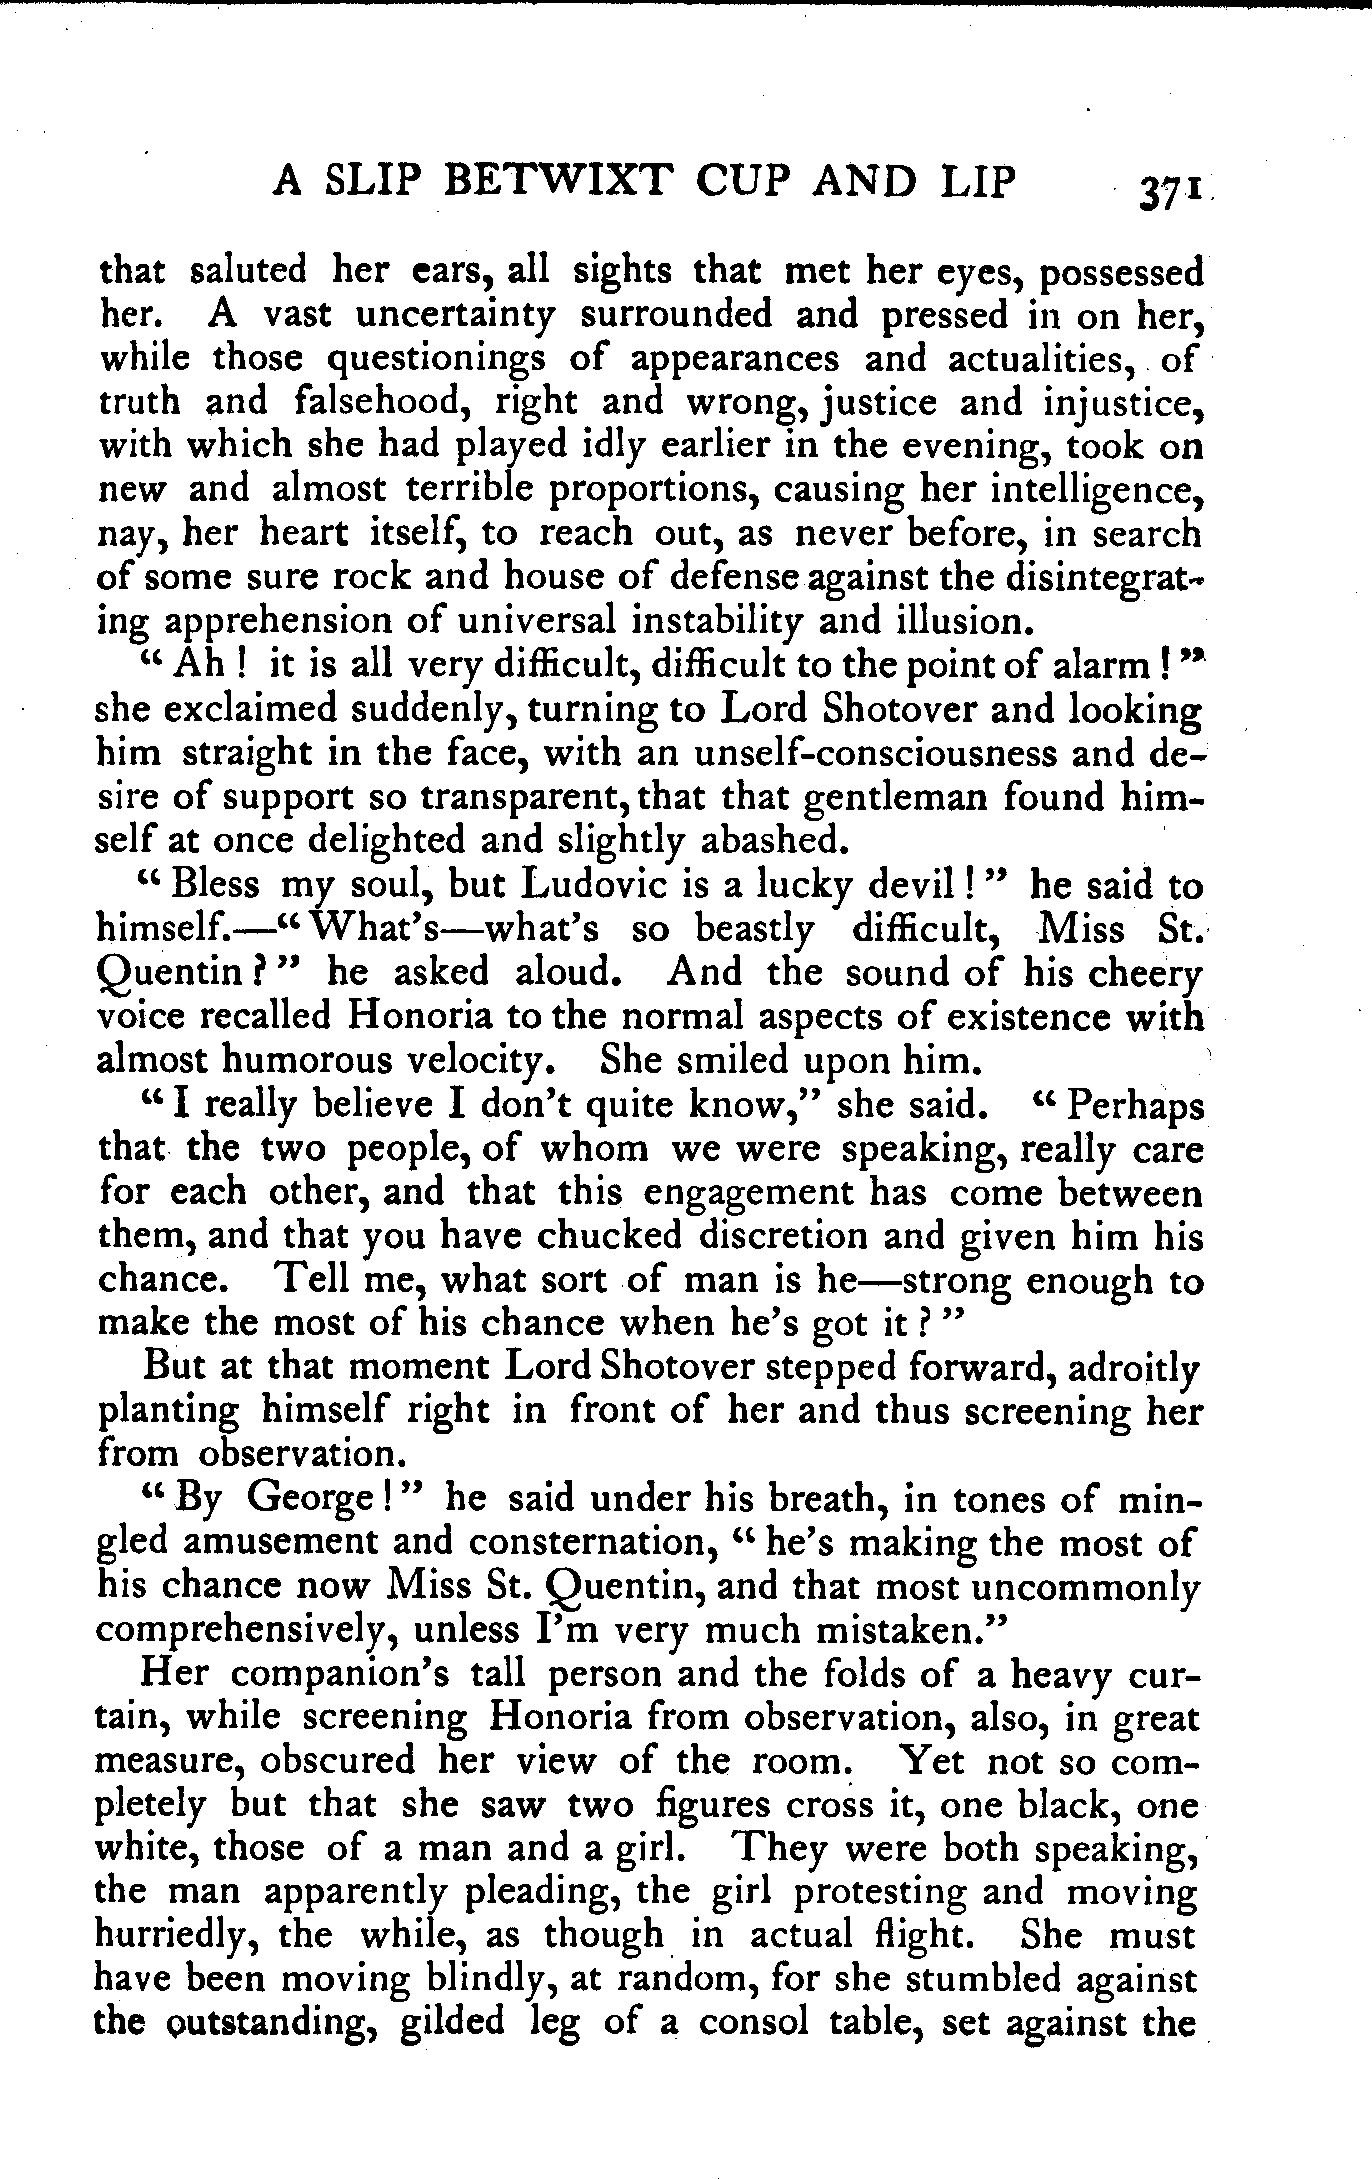 A SLIP BETWIXT CUP AND LIP 371
that saluted her ears, all sights that met her eyes, possessed
her. A vast uncertainty surrounded and pressed in on her,
while those questionings of appearances and actualities, of
truth and falsehood, right and wrong, justice and injustice,
with which she had played idly earlier in the evening, took on
new and almost terrible proportions, causing her intelligence,
nay, her heart itself, to reach out, as never before, in search
of some sure rock and house of defense against the disintegrat-
ing apprehension of universal instability and illusion.
“Ah! it is all very difficult, difficult to the point of alarm!”
she exclaimed suddenly, turning to Lord Shotover and looking
him straight in the face, with an unself-consciousness and de-
sire of support so transparent, that that gentleman found him-
self at once delighted and slightly abashed.
“Bless my soul, but Ludovic is a lucky devil!” he said to
himself.—“What's—what's so beastly difficult, Miss St.
Quentin?” he asked aloud. And the sound of his cheery
voice recalled Honoria to the normal aspects of existence with
almost humorous velocity. She smiled upon him.
“I really believe I don't quite know,” she said. “Perhaps
that the two people, of whom we were speaking, really care
for each other, and that this engagement has come between
them, and that you have chucked discretion and given him his
chance. Tell me, what sort of man is he—strong enough to
make the most of his chance when he's got it?”
But at that moment Lord Shotover stepped forward, adroitly
planting himself right in front of her and thus screening her
from observation.
“By George!” he said under his breath, in tones of min-
gled amusement and consternation, “he's making the most of
his chance now Miss St. Quentin, and that most uncommonly
comprehensively, unless I'm very much mistaken.”
Her companion's tall person and the folds of a heavy cur-
tain, while screening Honoria from observation, also, in great
measure, obscured her view of the room. Yet not so com-
pletely but that she saw two figures cross it, one black, one
white, those of a man and a girl. They were both speaking,
the man apparently pleading, the girl protesting and moving
hurriedly, the while, as though in actual flight. She must
have been moving blindly, at random, for she stumbled against
the outstanding, gilded leg of a consol table, set against the